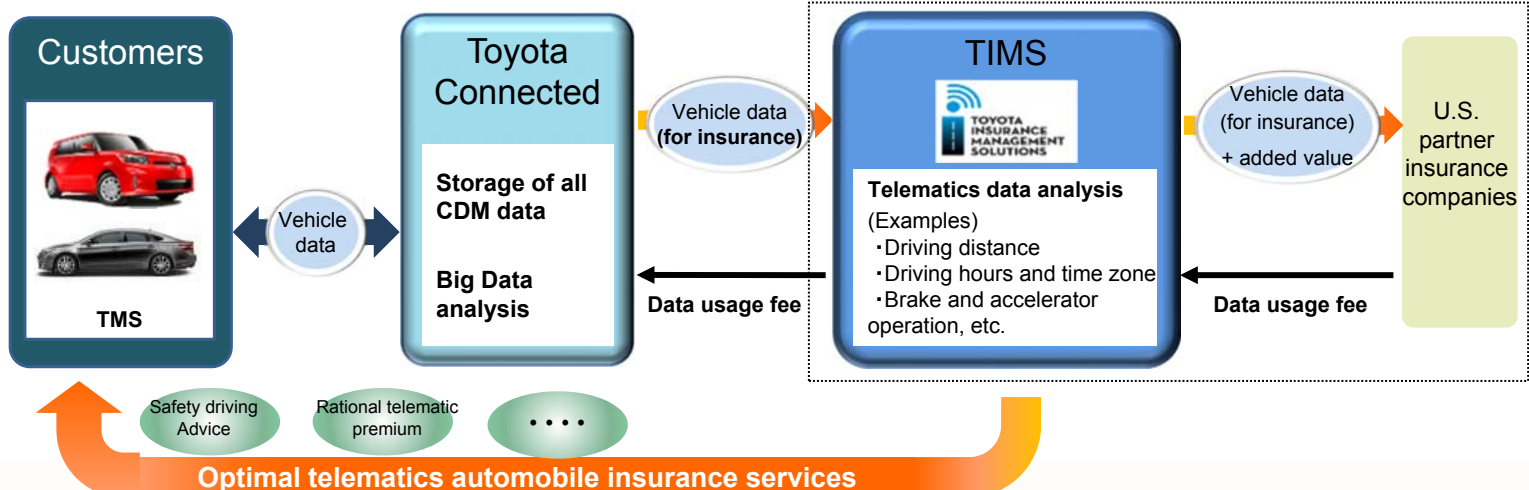 Customers
TMS
Vehicle
data
Toyota
Connected
Storage of all
CDM data
Big Data
analysis
Vehicle data
(for insurance)
Data usage fee
TIMS
TOYOTA
INSURANCE
MANAGEMENT
SOLUTIONS
Telematics data analysis
(Examples)
・Driving distance
・Driving hours and time zone
・Brake and accelerator
operation, etc.
Vehicle data
(for insurance)
+ added value
Data usage fee
U.S.
partner
insurance
companies
Safety driving
Advice
Rational telematic
premium
・・・・
Optimal telematics automobile insurance services